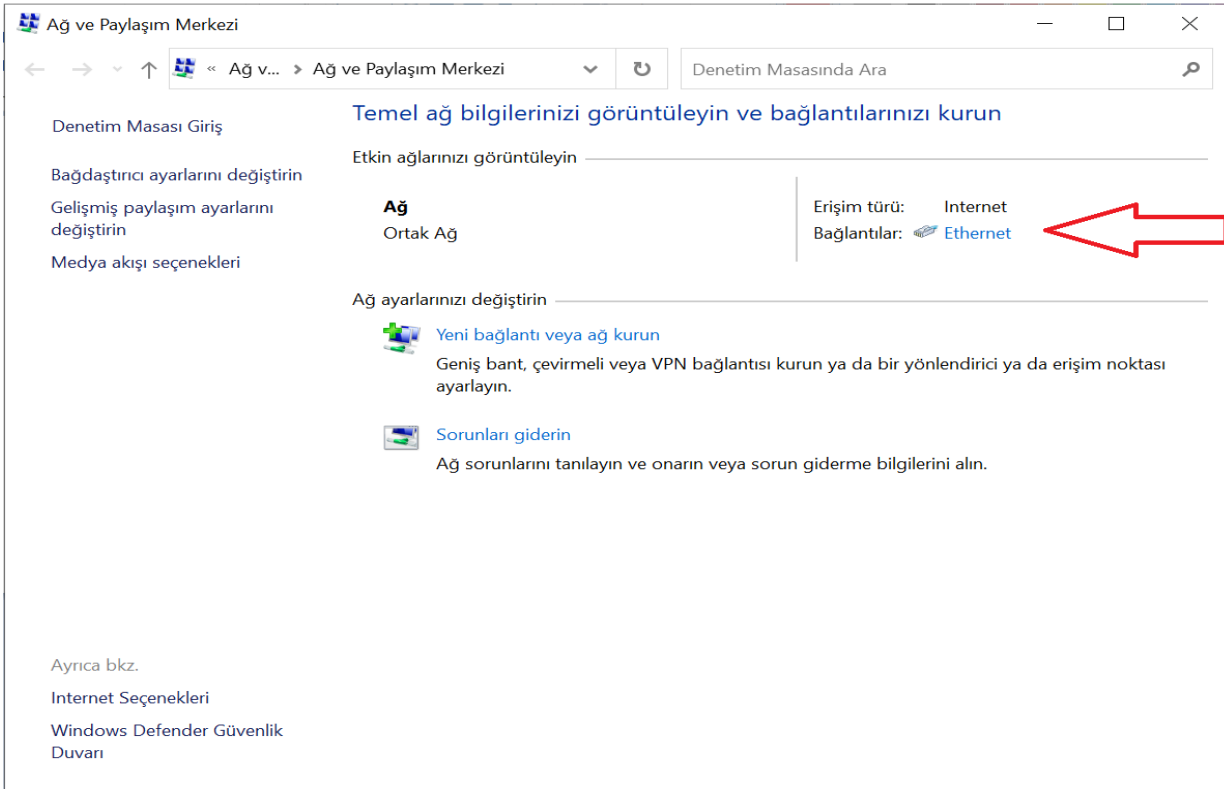 Ağ ve Paylaşım Merkezi
« Ağ v... > Ağ ve Paylaşım Merkezi
Denetim Masasında Ara
Denetim Masası Giriş
Bağdaştırıcı ayarlarını değiştirin
Gelişmiş paylaşım ayarlarını
değiştirin
Medya akışı seçenekleri
Temel ağ bilgilerinizi görüntüleyin ve bağlantılarınızı kurun
Etkin ağlarınızı görüntüleyin
Ağ
Ortak Ağ
Erişim türü: Internet
Bağlantılar: Ethernet
Ağ ayarlarınızı değiştirin
Yeni bağlantı veya ağ kurun
Geniş bant, çevirmeli veya VPN bağlantısı kurun ya da bir yönlendirici ya da erişim noktası
ayarlayın.
Sorunları giderin
Ağ sorunlarını tanılayın ve onarın veya sorun giderme bilgilerini alın.
Ayrıca bkz.
Internet Seçenekleri
Windows Defender Güvenlik
Duvarı